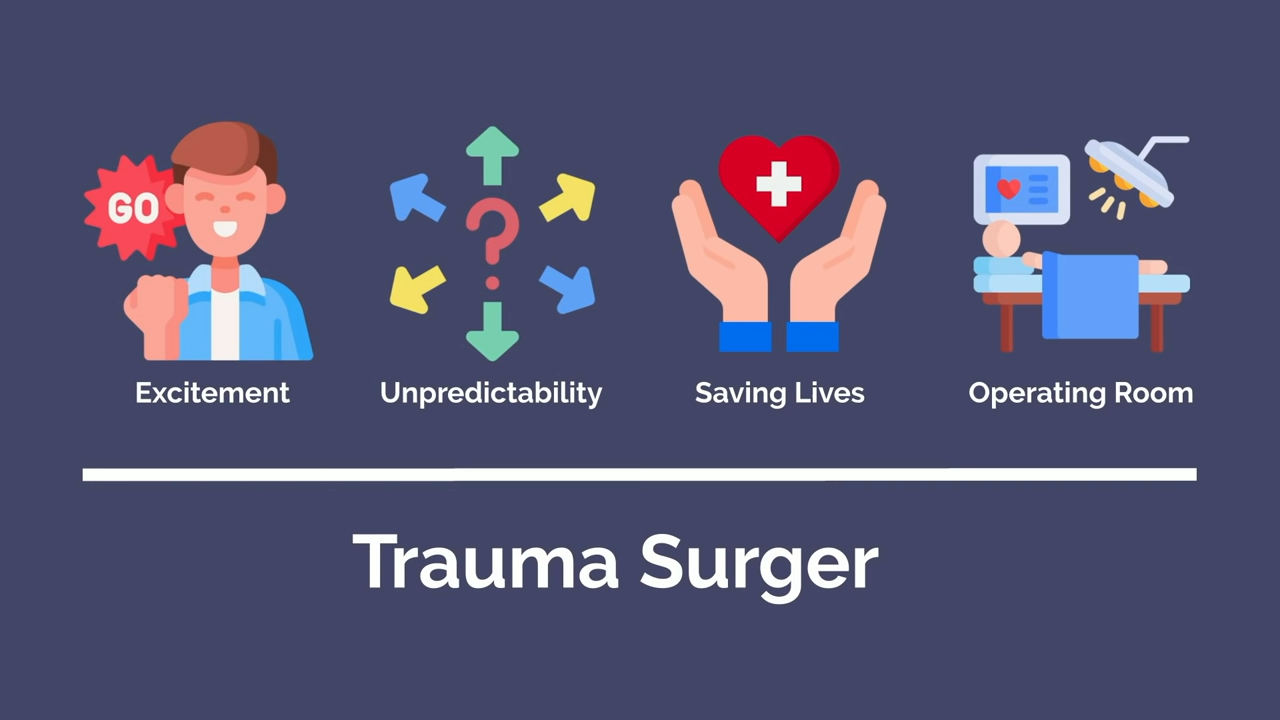 GO
Excitement
Unpredictability
Saving Lives
Operating Room
Trauma Surger